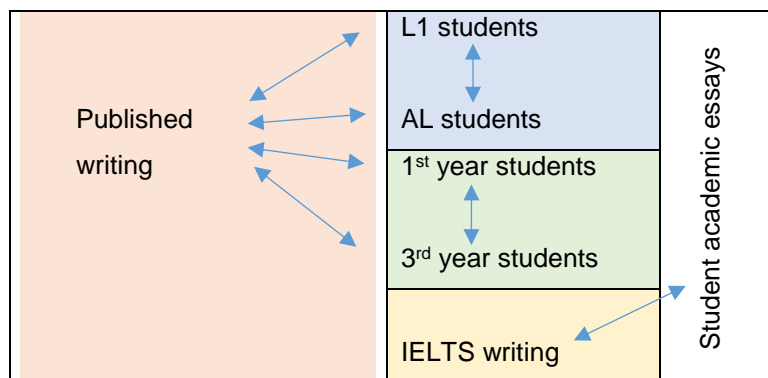 Published
writing
L1 students
AL students
1st year students
3rd year students
IELTS writing
Student academic essays